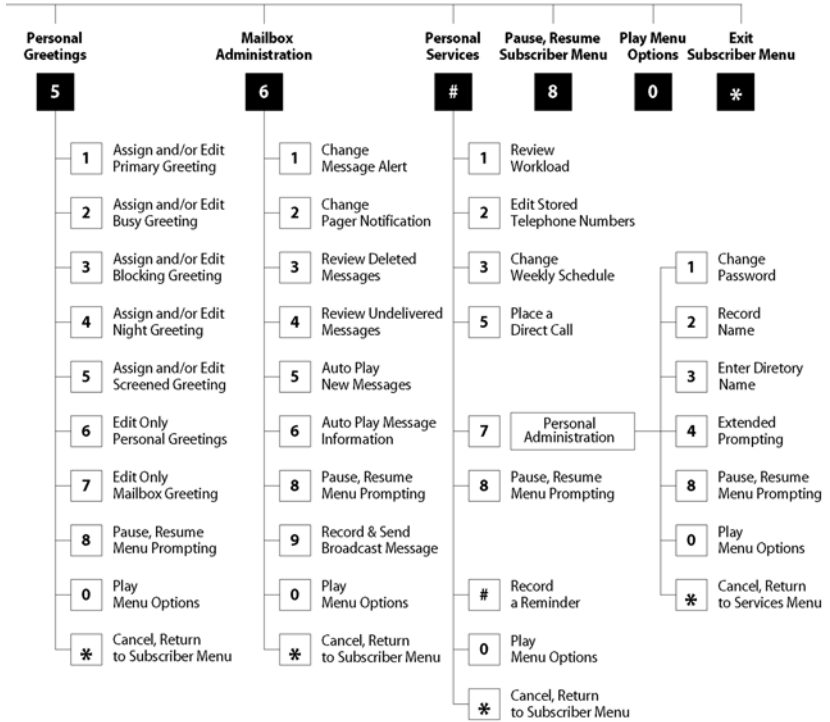 Personal
Greetings
5
1
Assign and/or Edit
Primary Greeting
2
Assign and/or Edit
Busy Greeting
3
Assign and/or Edit
Blocking Greeting
4
Assign and/or Edit
Night Greeting
5
Assign and/or Edit
Screened Greeting
6
Edit Only
Personal Greetings
7
Edit Only
Mailbox Greeting
8
Pause, Resume
Menu Prompting
0
Play
Menu Options
*
Cancel, Return
to Subscriber Menu
Mailbox
Administration
6
1
Change
Message Alert
2
Change
Pager Notification
3
Review Deleted
Messages
4
Review Undelivered
Messages
5
Auto Play
New Messages
6
Auto Play Message
Information
8
Pause, Resume
Menu Prompting
9
Record & Send
Broadcast Message
0
Play
Menu Options
*
Cancel, Return
to Subscriber Menu
Personal
Services
#
1
Review
Workload
2
Edit Stored
Telephone Numbers
3
Change
Weekly Schedule
5
Place a
Direct Call
7
Personal
Administration
8
Pause, Resume
Menu Prompting
#
Record
a Reminder
0
Play
Menu Options
*
Cancel, Return
to Subscriber Menu
1
Change
Password
2
Record
Name
3
Enter Diretory
Name
4
Extended
Prompting
8
Pause, Resume
Menu Prompting
0
Play
Menu Options
*
Cancel, Return
to Services Menu
Pause, Resume
Subscriber Menu
8
Play Menu
Options
0
Exit
Subscriber Menu
*